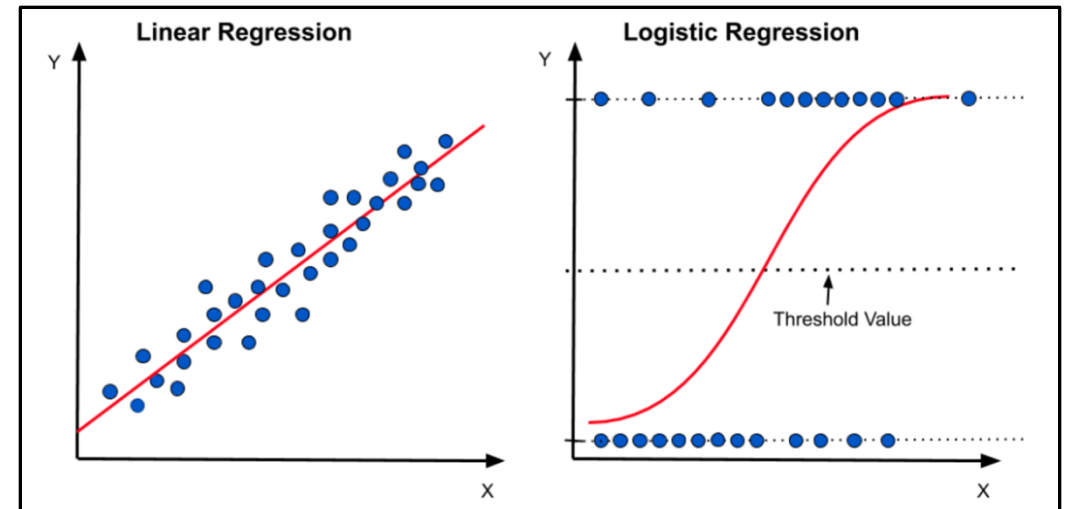 Linear Regression
Y
X
Logistic Regression
Y
Threshold Value
X